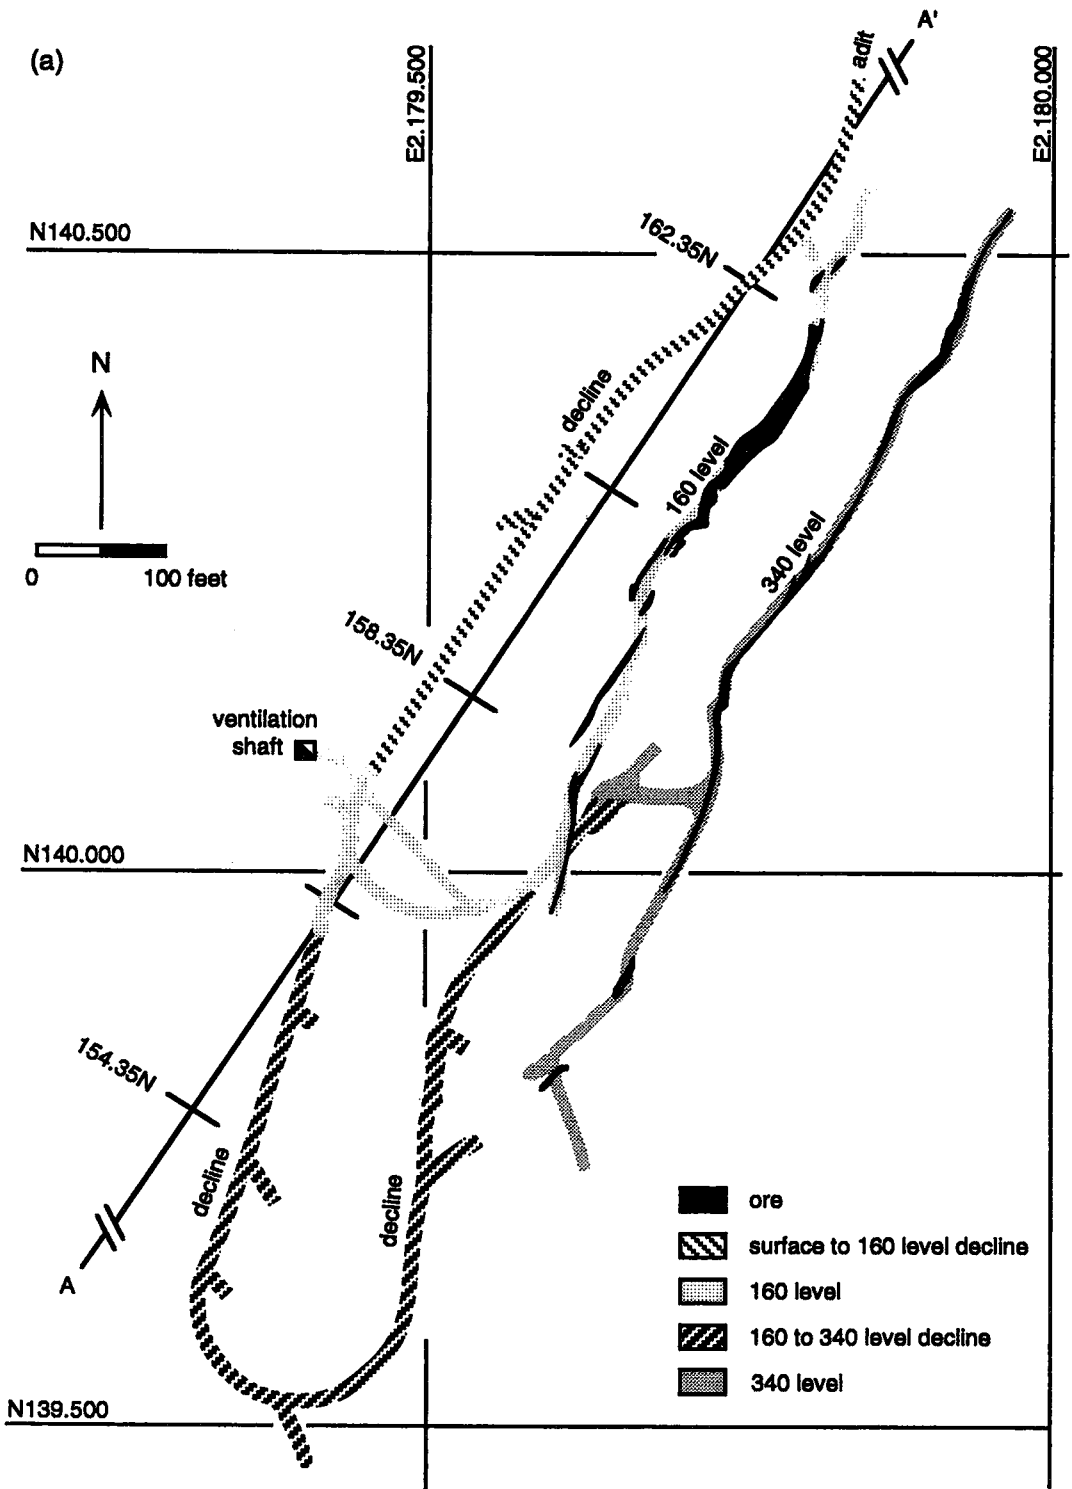 (a)
A'
adit
E2.179.500
E2.180.000
N140.500
162.35N
N
decline
160 level
0 100 feet
340 level
158.35N
ventilation
shaft
N140.000
154.35N
decline
decline
A
ore
surface to 160 level decline
160 level
160 to 340 level decline
340 level
N139.500